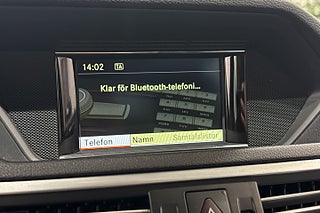 14:02 TA
Klar för Bluetooth-telefoni...
Telefon Namn Samtalslistor